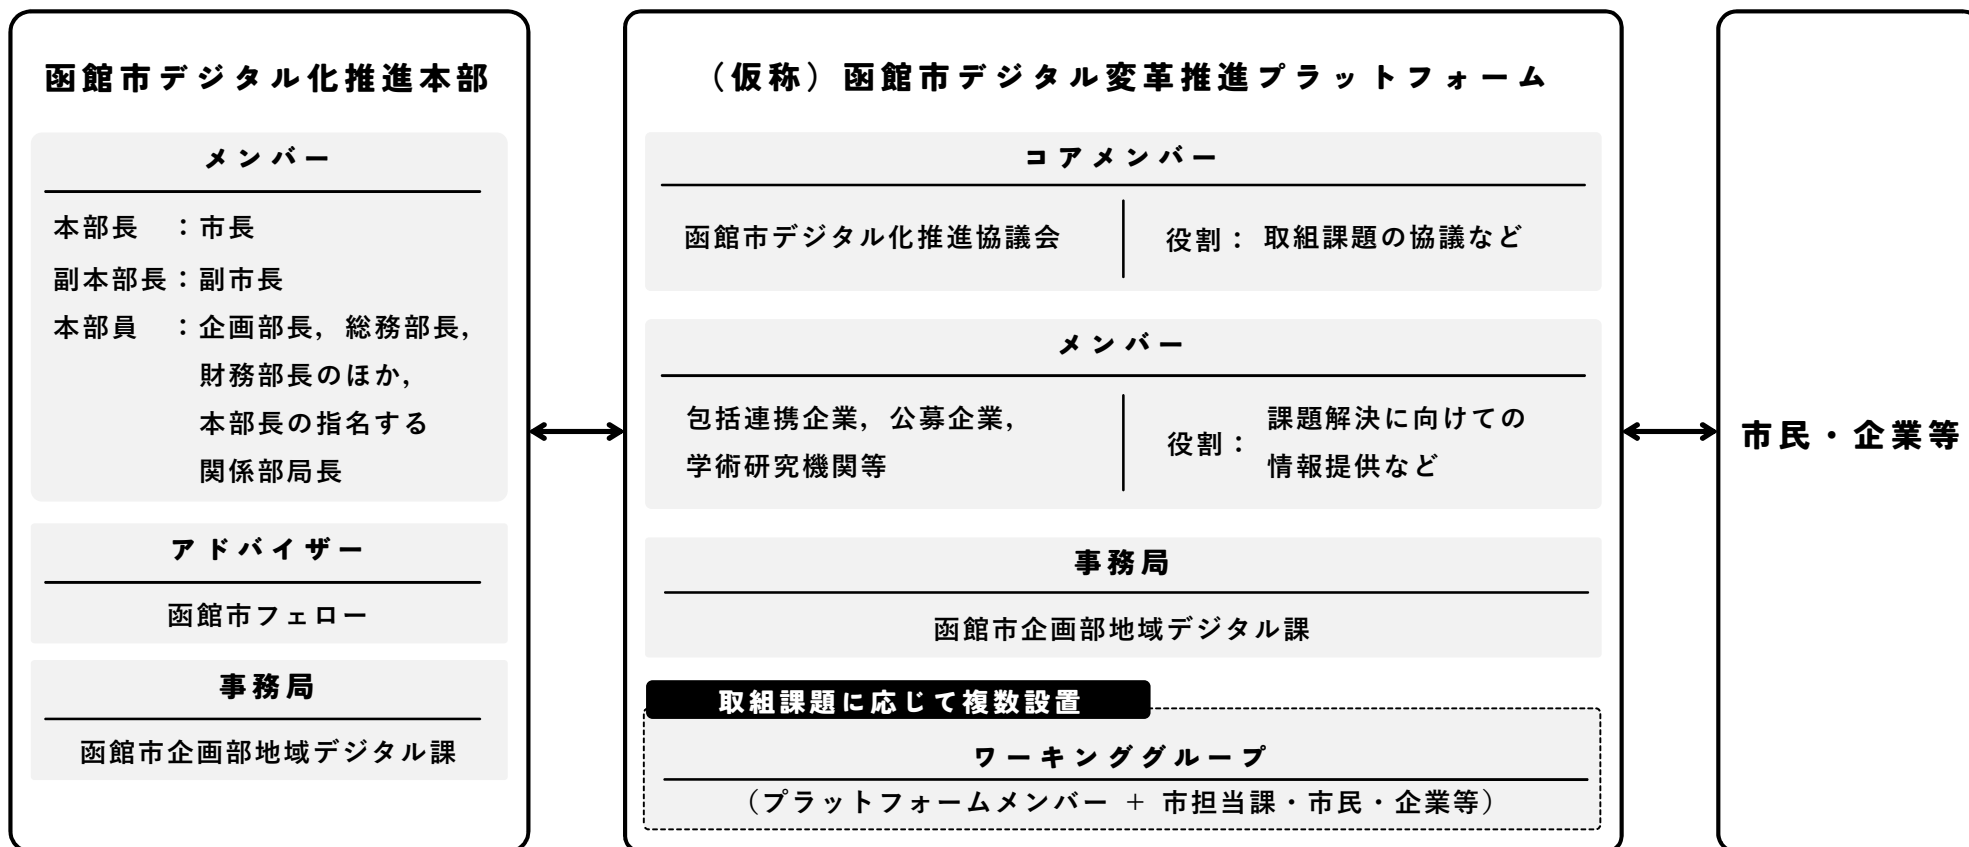 函館市デジタル化推進本部
メンバー
本部長 ：市長
副本部長：副市長
本部員 ：企画部長，総務部長，
財務部長のほか，
本部長の指名する
関係部局長
アドバイザー
函館市フェロー
事務局
函館市企画部地域デジタル課
（仮称）函館市デジタル変革推進プラットフォーム
コアメンバー
函館市デジタル化推進協議会
役割： 取組課題の協議など
メンバー
包括連携企業，公募企業，
学術研究機関等
役割：
課題解決に向けての
情報提供など
事務局
函館市企画部地域デジタル課
取組課題に応じて複数設置
ワーキンググループ
（プラットフォームメンバー ＋ 市担当課・市民・企業等）
市民・企業等